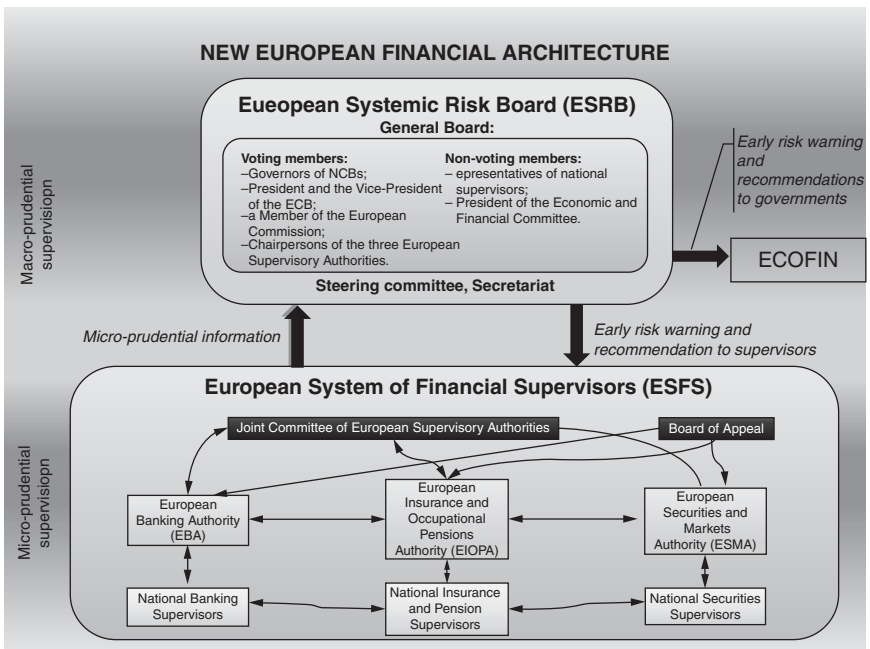 NEW EUROPEAN FINANCIAL ARCHITECTURE
Eueopean Systemic Risk Board (ESRB)
General Board:
Voting members:
–Governors of NCBs;
–President and the Vice-President
of the ECB;
–a Member of the European
Commission;
–Chairpersons of the three European
Supervisory Authorities.
Non-voting members:
– epresentatives of national
supervisors;
– President of the Economic and
Financial Committee.
Steering committee, Secretariat
Early risk warning
and
recommendations
to governments
ECOFIN
Macro-prudential
supervisiopn
Micro-prudential information
Early risk warning and
recommendation to supervisors
European System of Financial Supervisors (ESFS)
Joint Committee of European Supervisory Authorities
Board of Appeal
Micro-prudential
supervisiopn
European
Banking Authority
(EBA)
European
Insurance and
Occupational
Pensions
Authority (EIOPA)
European
Securities and
Markets
Authority (ESMA)
National Banking
Supervisors
National Insurance
and Pension
Supervisors
National Securities
Supervisors